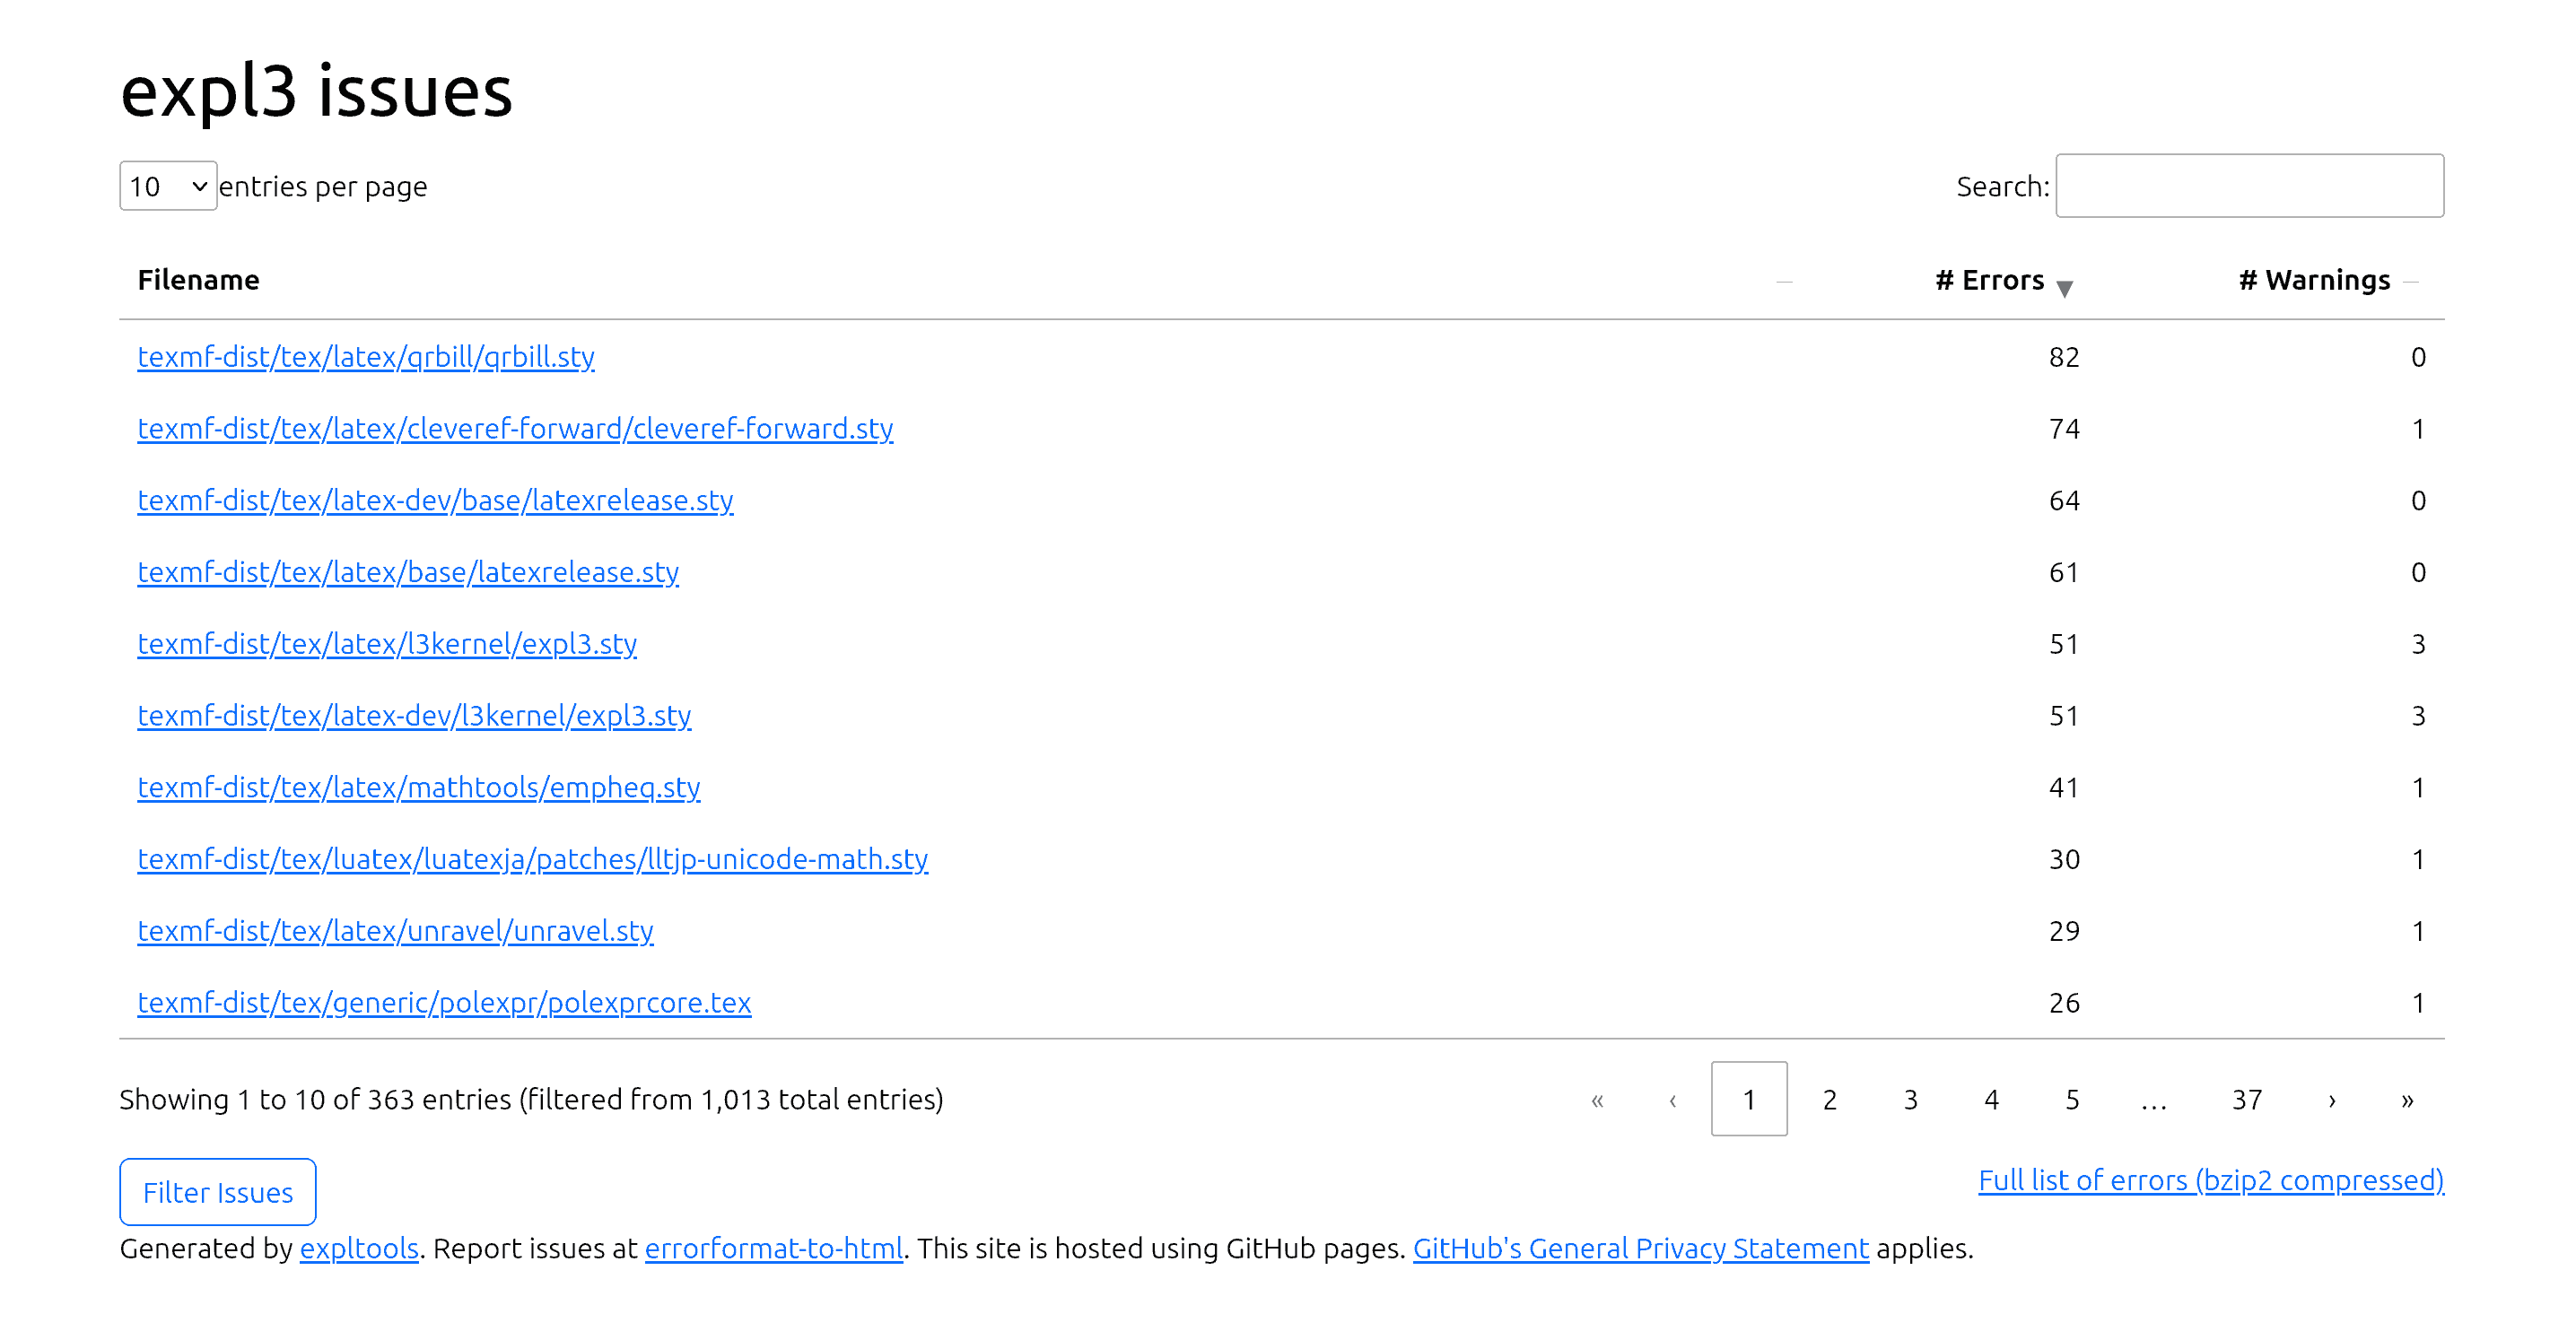 expl3 issues
10 entries per page Search:
Filename # Errors ▼ # Warnings
texmf-dist/tex/latex/qrbill/qrbill.sty 82 0
texmf-dist/tex/latex/cleveref-forward/cleveref-forward.sty 74 1
texmf-dist/tex/latex-dev/base/latexrelease.sty 64 0
texmf-dist/tex/latex/base/latexrelease.sty 61 0
texmf-dist/tex/latex/l3kernel/expl3.sty 51 3
texmf-dist/tex/latex-dev/l3kernel/expl3.sty 51 3
texmf-dist/tex/latex/mathtools/empheq.sty 41 1
texmf-dist/tex/luatex/luatexja/patches/lltjp-unicode-math.sty 30 1
texmf-dist/tex/latex/unravel/unravel.sty 29 1
texmf-dist/tex/generic/polexpr/polexprcore.tex 26 1
Showing 1 to 10 of 363 entries (filtered from 1,013 total entries) « ‹ 1 2 3 4 5 … 37 › »
Filter Issues Full list of errors (bzip2 compressed)
Generated by expltools. Report issues at errorformat-to-html. This site is hosted using GitHub pages. GitHub's General Privacy Statement applies.